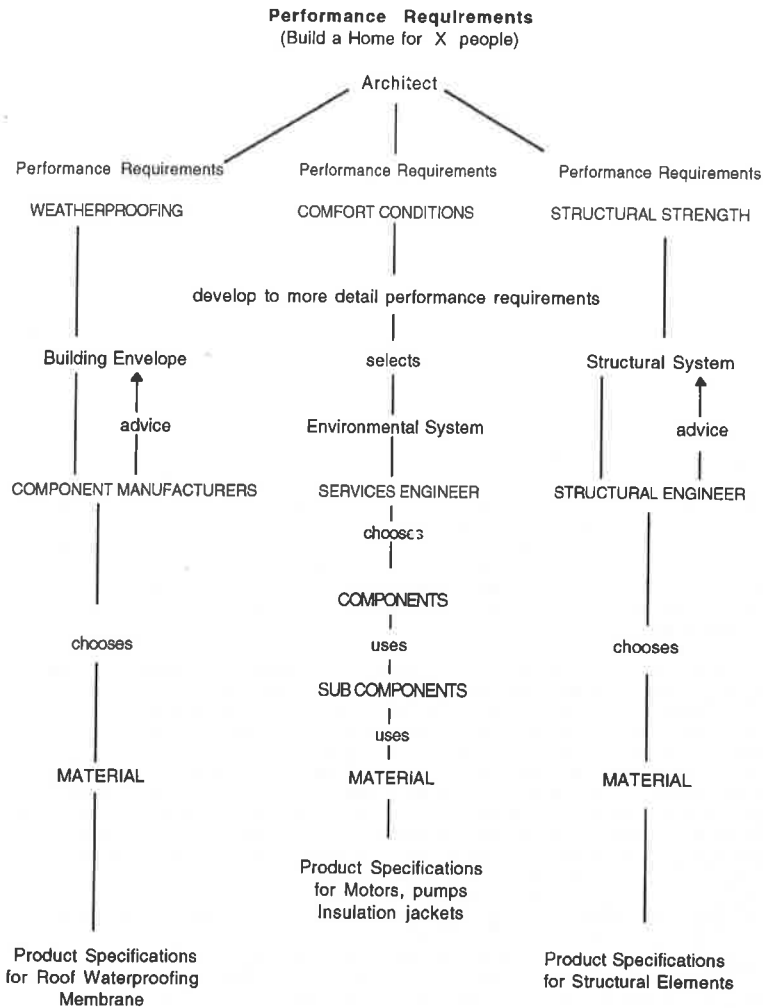 Performance Requirements
(Build a Home for X people)
Architect
Performance Requirements
Performance Requirements
Performance Requirements
WEATHERPROOFING
COMFORT CONDITIONS
STRUCTURAL STRENGTH
develop to more detail performance requirements
Building Envelope
selects
Structural System
advice
Environmental System
advice
COMPONENT MANUFACTURERS
SERVICES ENGINEER
STRUCTURAL ENGINEER
chooses
COMPONENTS
chooses
uses
chooses
SUB COMPONENTS
uses
MATERIAL
MATERIAL
MATERIAL
Product Specifications
for Motors, pumps
Insulation jackets
Product Specifications
for Roof Waterproofing
Membrane
Product Specifications
for Structural Elements